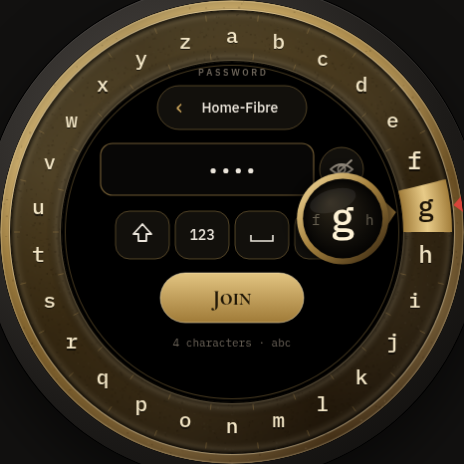 PASSWORD
‹ Home-Fibre
••••
f g h
123
Join
4 characters · abc
a
b
c
d
e
f
g
h
i
j
k
l
m
n
o
p
q
r
s
t
u
v
w
x
y
z